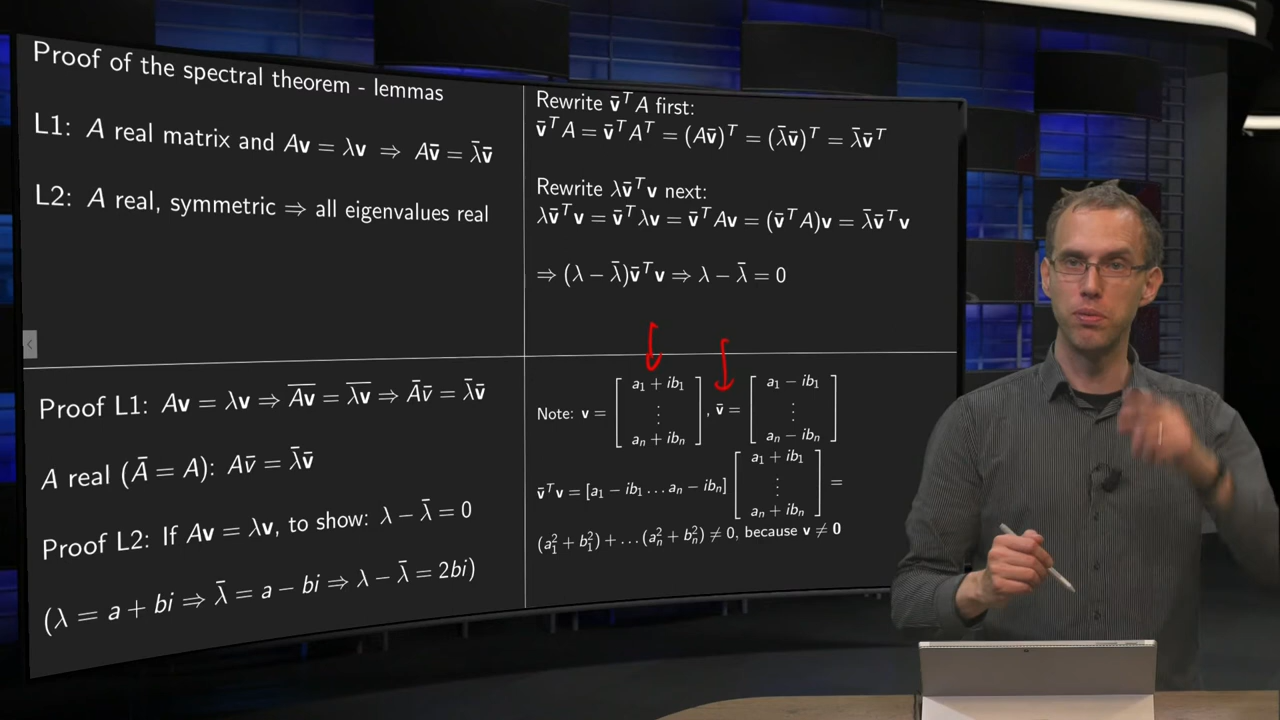 Proof of the spectral theorem - lemmas
L1: A real matrix and Av = λv ⇒ Av̄ = λ̄v̄
L2: A real, symmetric ⇒ all eigenvalues real
Rewrite v̄ᵀA first:
v̄ᵀA = v̄ᵀAᵀ = (Av̄)ᵀ = (λ̄v̄)ᵀ = λ̄v̄ᵀ
Rewrite λv̄ᵀv next:
λv̄ᵀv = v̄ᵀλv = v̄ᵀAv = (v̄ᵀA)v = λ̄v̄ᵀv
⇒ (λ − λ̄)v̄ᵀv ⇒ λ − λ̄ = 0
Proof L1: Av = λv ⇒ A̅v̅ = λ̅v̅ ⇒ Āv̄ = λ̄v̄
A real (Ā = A): Av̄ = λ̄v̄
Proof L2: If Av = λv, to show: λ − λ̄ = 0
(λ = a + bi ⇒ λ̄ = a − bi ⇒ λ − λ̄ = 2bi)
a₁ + ib₁ a₁ − ib₁
Note: v = [ ⋮ ], v̄ = [ ⋮ ]
aₙ + ibₙ aₙ − ibₙ
a₁ + ib₁
v̄ᵀv = [a₁ − ib₁ … aₙ − ibₙ] [ ⋮ ] =
aₙ + ibₙ
(a₁² + b₁²) + … (aₙ² + bₙ²) ≠ 0, because v ≠ 0